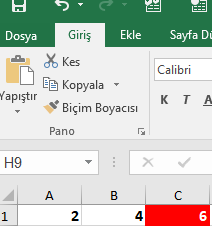 Dosya Giriş Ekle Sayfa Dü
Kes
Kopyala
Biçim Boyacısı
Yapıştır
Pano
Calibri
K T A
H9
A B C
1 2 4 6